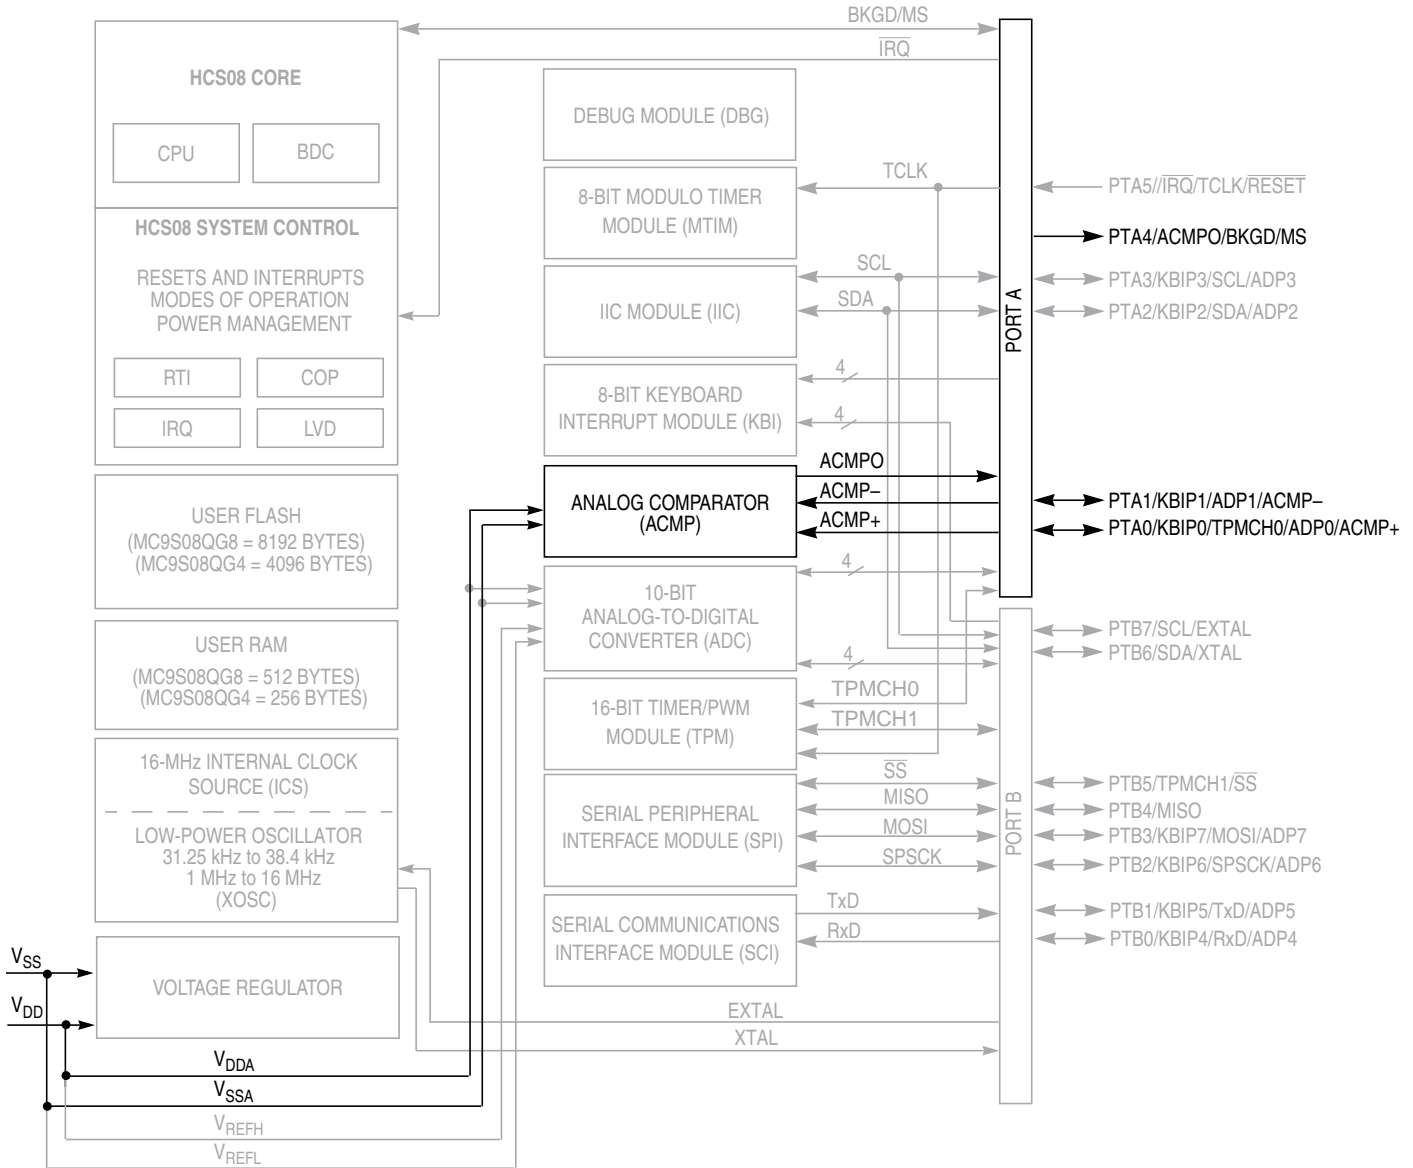 BKGD/MS
IRQ
HCS08 CORE
CPU
BDC
HCS08 SYSTEM CONTROL
RESETS AND INTERRUPTS
MODES OF OPERATION
POWER MANAGEMENT
RTI
COP
IRQ
LVD
USER FLASH
(MC9S08QG8 = 8192 BYTES)
(MC9S08QG4 = 4096 BYTES)
USER RAM
(MC9S08QG8 = 512 BYTES)
(MC9S08QG4 = 256 BYTES)
16-MHz INTERNAL CLOCK
SOURCE (ICS)
LOW-POWER OSCILLATOR
31.25 kHz to 38.4 kHz
1 MHz to 16 MHz
(XOSC)
VSS
VDD
VOLTAGE REGULATOR
VDDA
VSSA
VREFH
VREFL
DEBUG MODULE (DBG)
8-BIT MODULO TIMER
MODULE (MTIM)
TCLK
IIC MODULE (IIC)
SCL
SDA
8-BIT KEYBOARD
INTERRUPT MODULE (KBI)
4
4
ANALOG COMPARATOR
(ACMP)
ACMPO
ACMP–
ACMP+
10-BIT
ANALOG-TO-DIGITAL
CONVERTER (ADC)
4
4
16-BIT TIMER/PWM
MODULE (TPM)
TPMCH0
TPMCH1
SERIAL PERIPHERAL
INTERFACE MODULE (SPI)
SS
MISO
MOSI
SPSCK
SERIAL COMMUNICATIONS
INTERFACE MODULE (SCI)
TxD
RxD
EXTAL
XTAL
PORT A
PTA5//IRQ/TCLK/RESET
PTA4/ACMPO/BKGD/MS
PTA3/KBIP3/SCL/ADP3
PTA2/KBIP2/SDA/ADP2
PTA1/KBIP1/ADP1/ACMP–
PTA0/KBIP0/TPMCH0/ADP0/ACMP+
PORT B
PTB7/SCL/EXTAL
PTB6/SDA/XTAL
PTB5/TPMCH1/SS
PTB4/MISO
PTB3/KBIP7/MOSI/ADP7
PTB2/KBIP6/SPSCK/ADP6
PTB1/KBIP5/TxD/ADP5
PTB0/KBIP4/RxD/ADP4